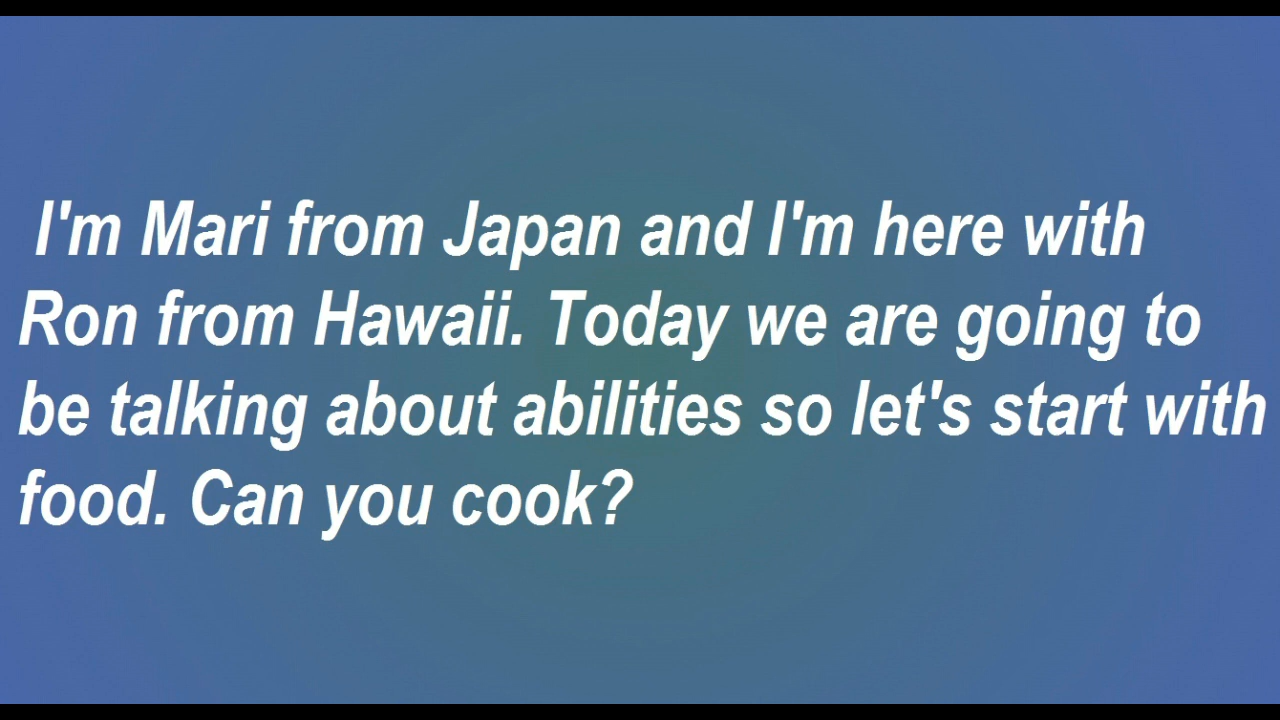 I'm Mari from Japan and I'm here with
Ron from Hawaii. Today we are going to
be talking about abilities so let's start with
food. Can you cook?